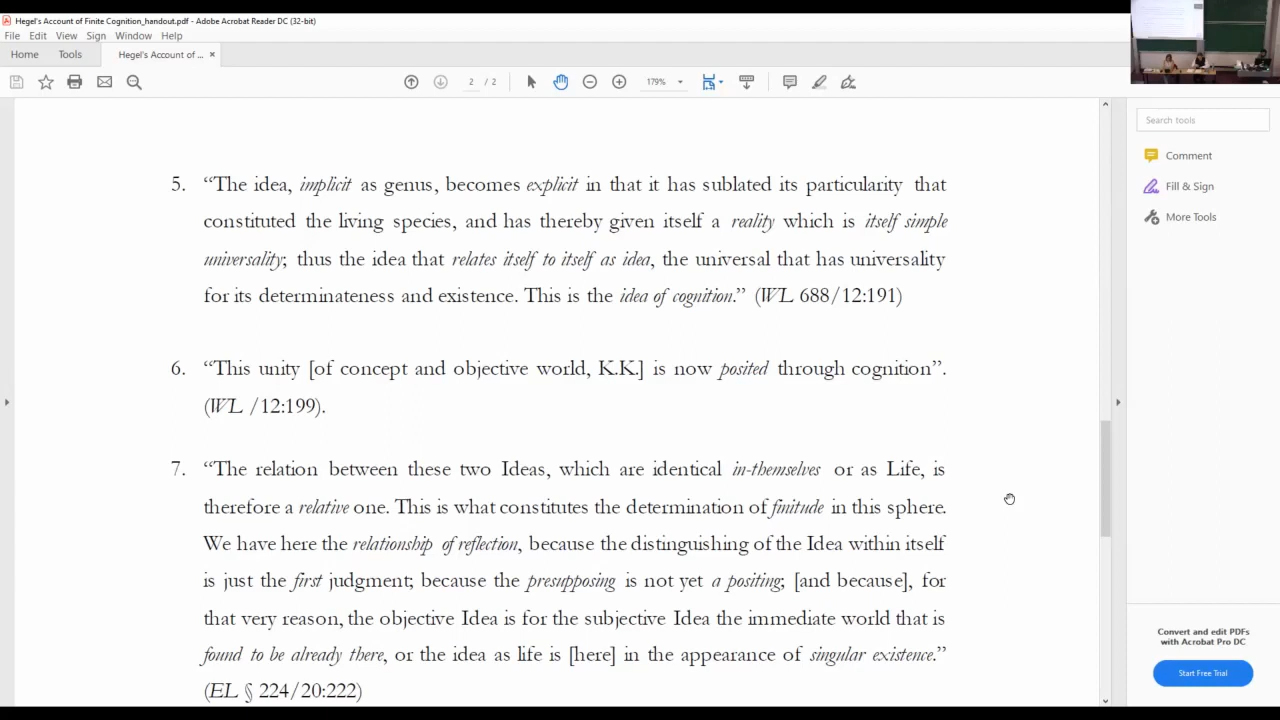 Hegel's Account of Finite Cognition_handout.pdf - Adobe Acrobat Reader DC (32-bit)
File Edit View Sign Window Help
Home Tools Hegel's Account of ... ×
2 / 2 179%
Search tools
Comment
Fill & Sign
More Tools
5. “The idea, implicit as genus, becomes explicit in that it has sublated its particularity that
constituted the living species, and has thereby given itself a reality which is itself simple
universality; thus the idea that relates itself to itself as idea, the universal that has universality
for its determinateness and existence. This is the idea of cognition.” (WL 688/12:191)
6. “This unity [of concept and objective world, K.K.] is now posited through cognition”.
(WL /12:199).
7. “The relation between these two Ideas, which are identical in-themselves or as Life, is
therefore a relative one. This is what constitutes the determination of finitude in this sphere.
We have here the relationship of reflection, because the distinguishing of the Idea within itself
is just the first judgment; because the presupposing is not yet a positing; [and because], for
that very reason, the objective Idea is for the subjective Idea the immediate world that is
found to be already there, or the idea as life is [here] in the appearance of singular existence.”
(EL § 224/20:222)
Convert and edit PDFs
with Acrobat Pro DC
Start Free Trial